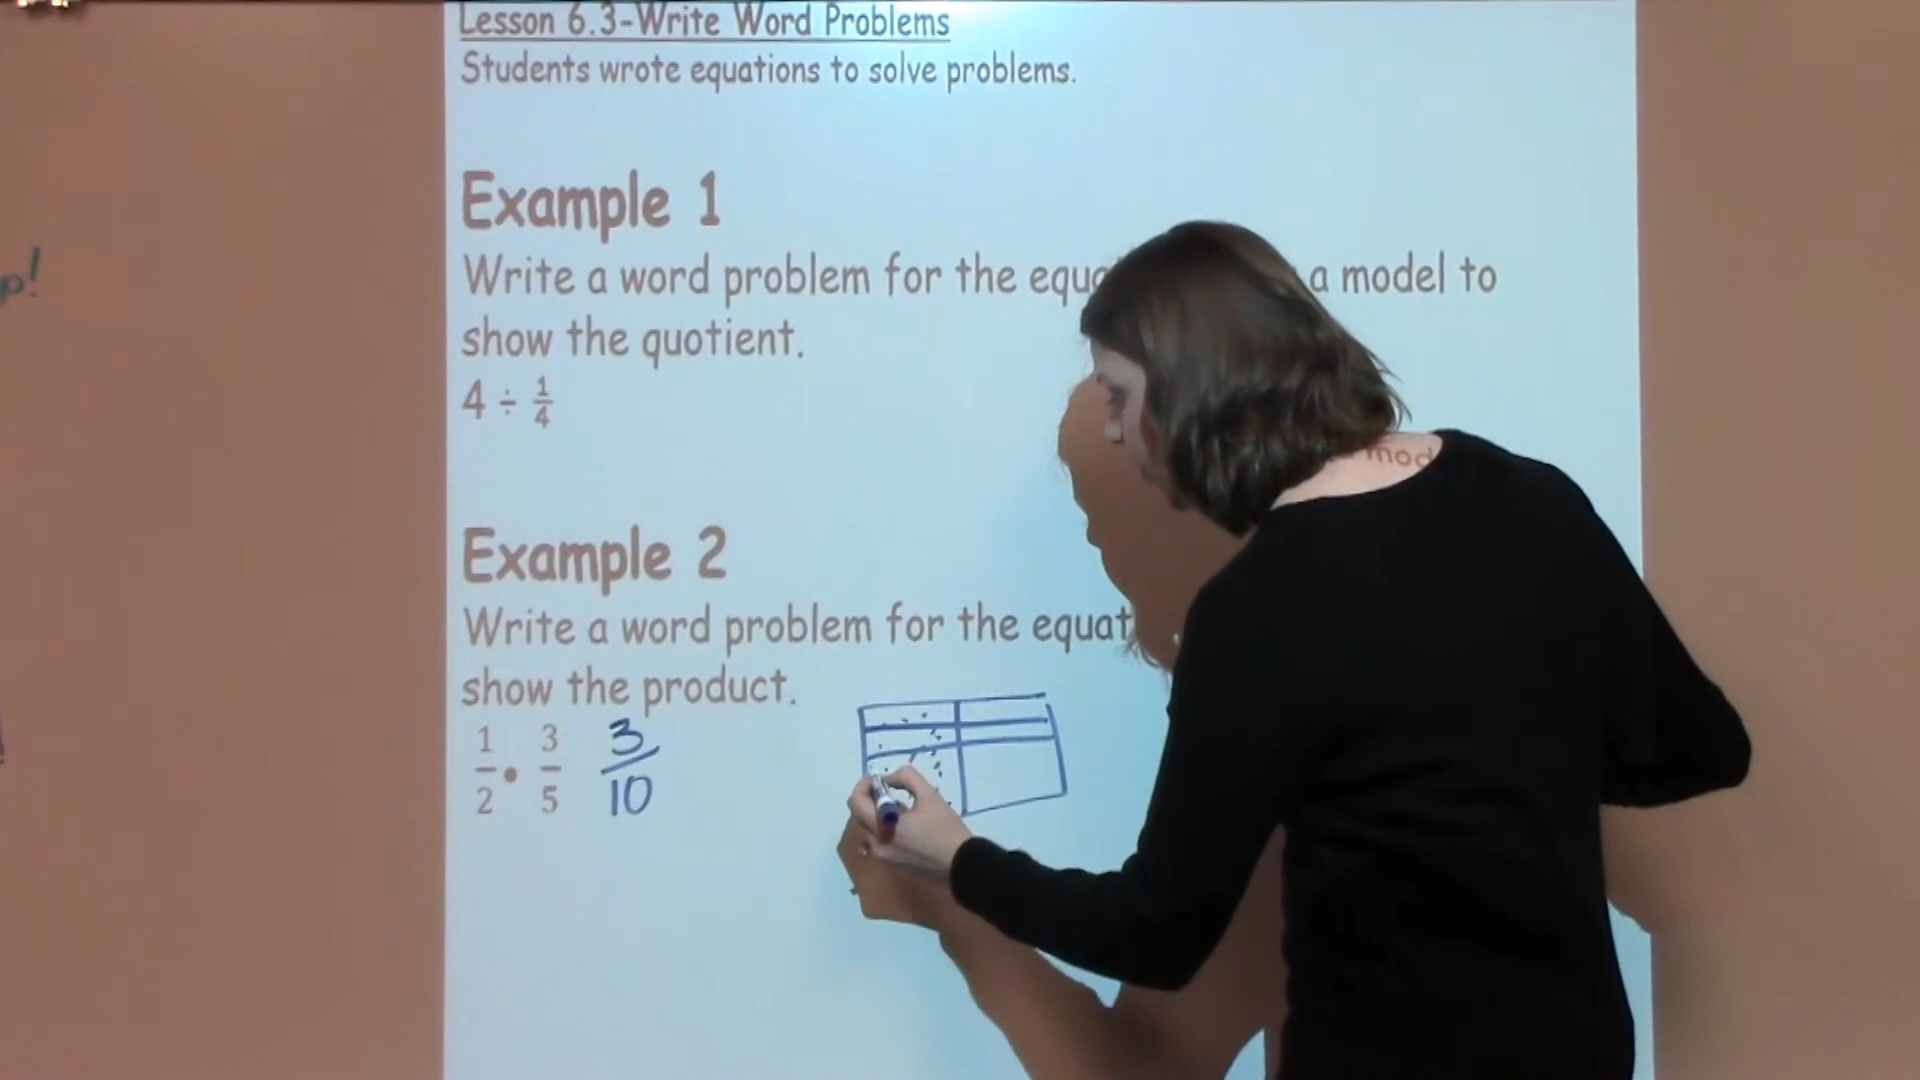 Lesson 6.3-Write Word Problems
Students wrote equations to solve problems.
p!
Example 1
Write a word problem for the equa a model to
show the quotient.
4 ÷ 1/4
mod
Example 2
Write a word problem for the equat
show the product.
1/2 • 3/5 3/10